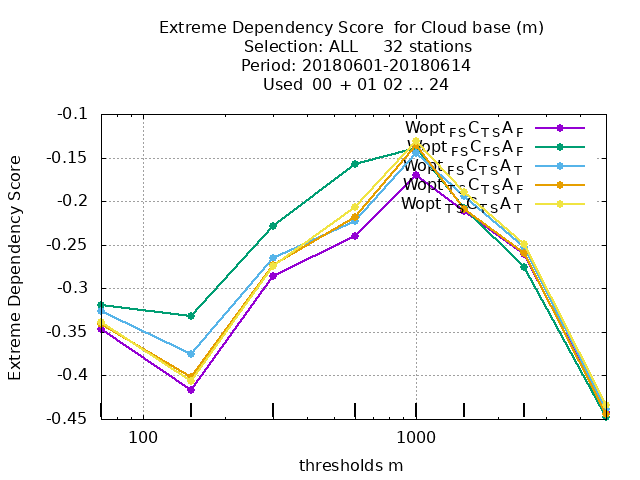 Extreme Dependency Score for Cloud base (m)
Selection: ALL 32 stations
Period: 20180601-20180614
Used 00 + 01 02 ... 24
-0.1
-0.15
-0.2
-0.25
-0.3
-0.35
-0.4
-0.45
Extreme Dependency Score
Wopt FS C TS A F
Wopt FS C FS A F
Wopt FS C TS A T
Wopt TS C TS A F
Wopt TS C TS A T
100 1000
thresholds m